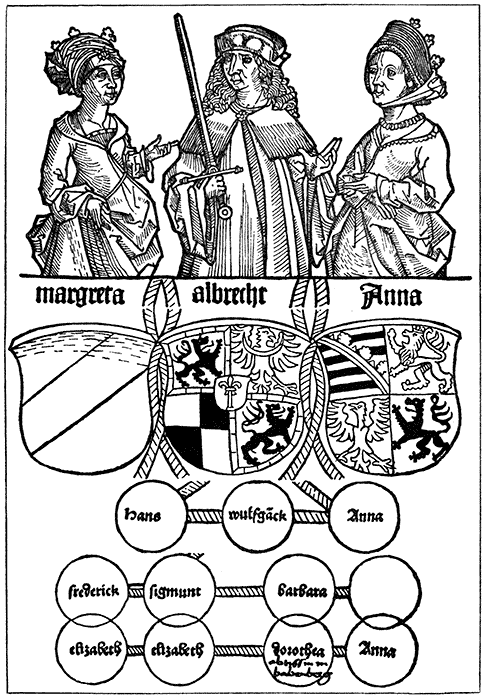 margreta albrecht Anna
Hans wulfgãck Anna
frederick sigmunt barbara
elizabeth elizabeth dorothea Anna